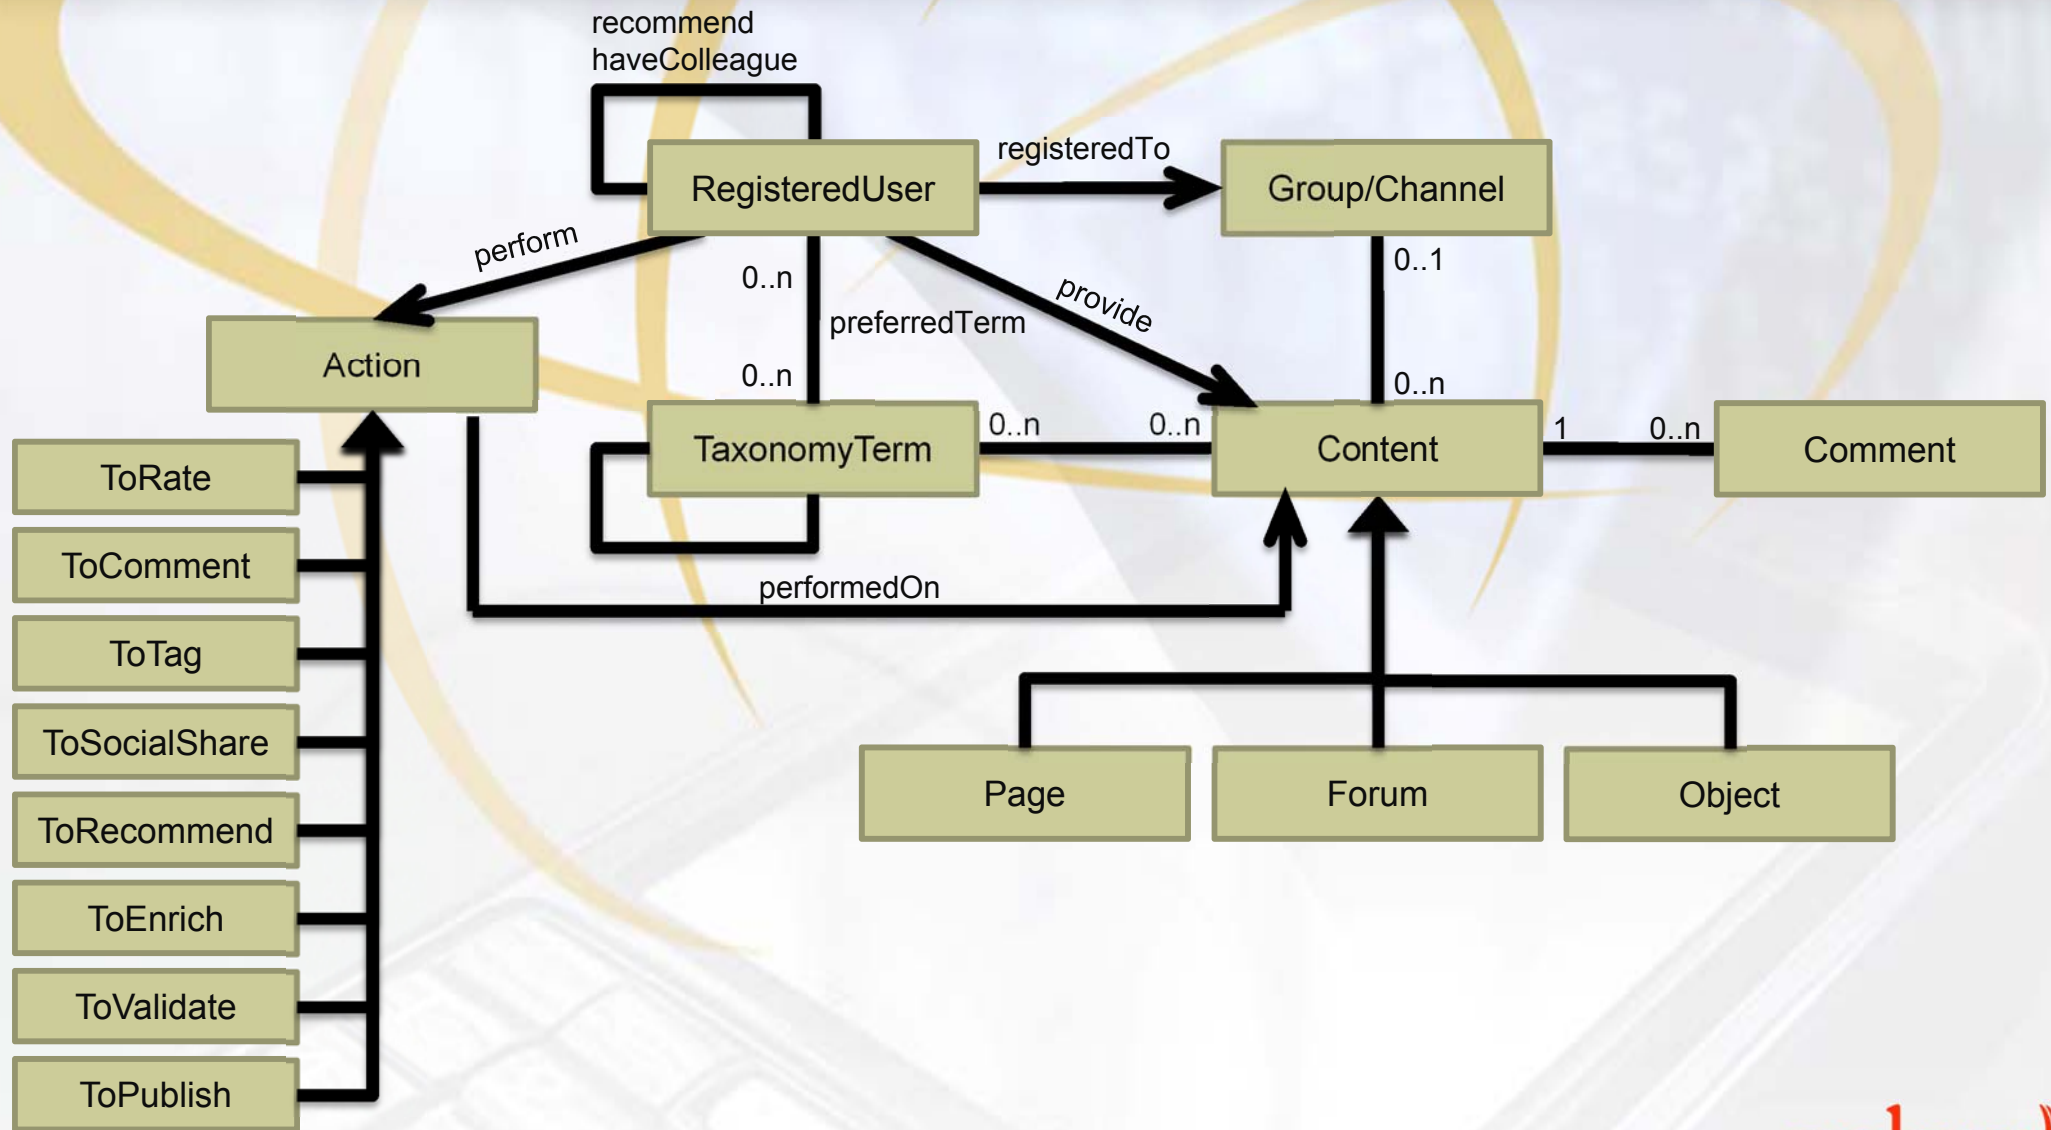 recommend
haveColleague
RegisteredUser
registeredTo
Group/Channel
perform
0..n
preferredTerm
0..n
provide
0..1
0..n
Action
TaxonomyTerm
0..n
0..n
Content
1
0..n
Comment
performedOn
ToRate
ToComment
ToTag
ToSocialShare
ToRecommend
ToEnrich
ToValidate
ToPublish
Page
Forum
Object